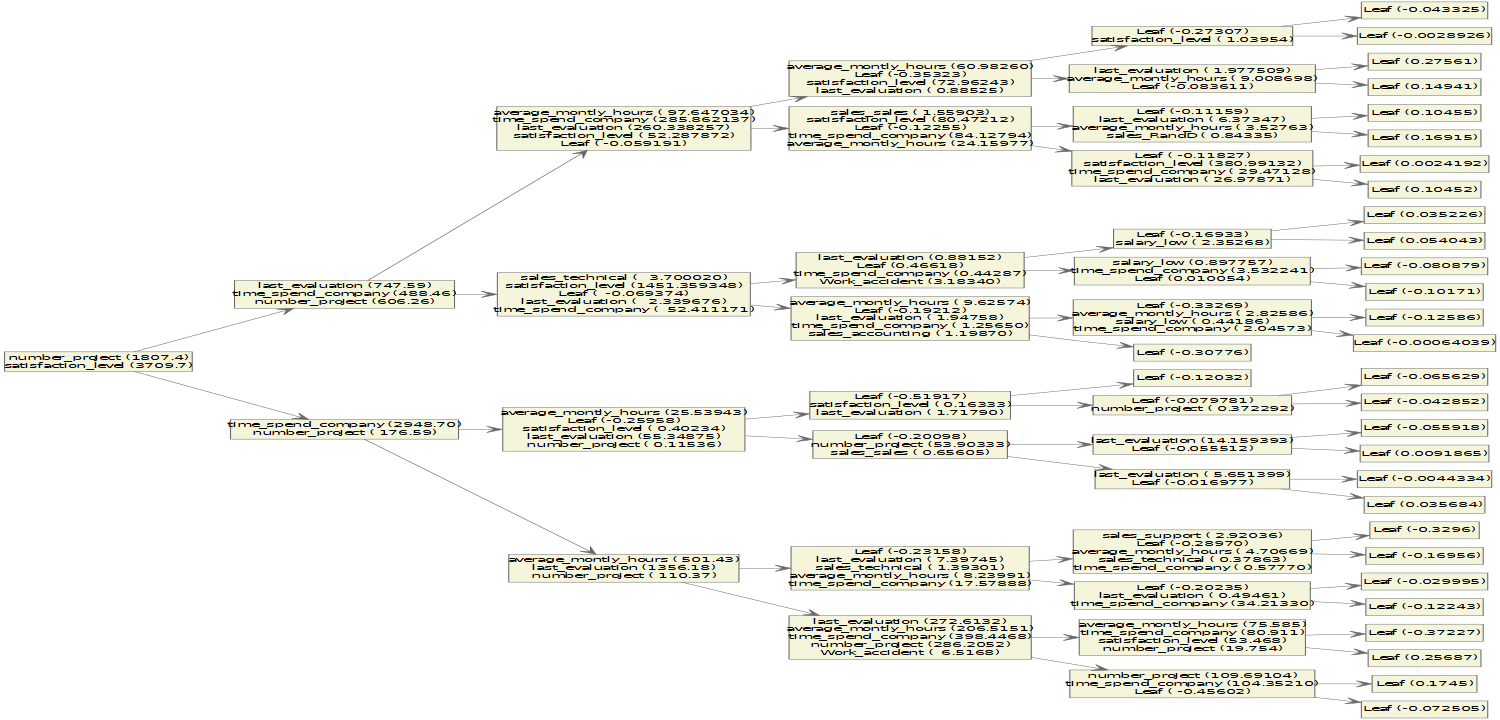 number_project (1807.4)
satisfaction_level (3709.7)
last_evaluation (747.59)
time_spend_company (488.46)
number_project (606.26)
time_spend_company (2948.70)
number_project ( 176.59)
average_montly_hours ( 97.647034)
time_spend_company (285.862137)
last_evaluation (260.338257)
satisfaction_level ( 52.287872)
Leaf ( -0.059191)
sales_technical (   3.700020)
satisfaction_level (1451.359348)
Leaf (  -0.069374)
last_evaluation (   2.339676)
time_spend_company (  52.411171)
average_montly_hours (25.53943)
Leaf (-0.25958)
satisfaction_level ( 0.40234)
last_evaluation (55.34875)
number_project ( 0.11536)
average_montly_hours ( 501.43)
last_evaluation (1356.18)
number_project ( 110.37)
average_montly_hours (60.98260)
Leaf (-0.35323)
satisfaction_level (72.96243)
last_evaluation ( 0.88525)
sales_sales ( 1.55903)
satisfaction_level (80.47212)
Leaf (-0.12255)
time_spend_company (84.12794)
average_montly_hours (24.15977)
last_evaluation (0.88152)
Leaf (0.46618)
time_spend_company (0.44287)
Work_accident (3.18340)
average_montly_hours ( 9.62574)
Leaf (-0.19212)
last_evaluation ( 1.94758)
time_spend_company ( 1.25650)
sales_accounting ( 1.19870)
Leaf (-0.51917)
satisfaction_level ( 0.16333)
last_evaluation ( 1.71790)
Leaf (-0.20098)
number_project (53.90333)
sales_sales ( 0.65605)
Leaf (-0.23158)
last_evaluation ( 7.39745)
sales_technical ( 1.39301)
average_montly_hours ( 8.23991)
time_spend_company (17.57888)
last_evaluation (272.6132)
average_montly_hours (206.5151)
time_spend_company (398.4468)
number_project (286.2052)
Work_accident (  6.5168)
Leaf (-0.27307)
satisfaction_level ( 1.03954)
last_evaluation ( 1.977509)
average_montly_hours ( 9.008698)
Leaf (-0.083611)
Leaf (-0.11159)
last_evaluation ( 6.37347)
average_montly_hours ( 3.52763)
sales_RandD ( 0.84335)
Leaf ( -0.11827)
satisfaction_level (380.99132)
time_spend_company ( 29.47128)
last_evaluation ( 26.97871)
Leaf (-0.16933)
salary_low ( 2.35268)
salary_low (0.897757)
time_spend_company (3.532241)
Leaf (0.010054)
Leaf (-0.33269)
average_montly_hours ( 2.82586)
salary_low ( 0.44186)
time_spend_company ( 2.04573)
Leaf (-0.30776)
Leaf (-0.12032)
Leaf (-0.079781)
number_project ( 0.372292)
last_evaluation (14.159393)
Leaf (-0.055512)
last_evaluation ( 5.651399)
Leaf (-0.016977)
sales_support ( 2.92036)
Leaf (-0.28970)
average_montly_hours ( 4.70669)
sales_technical ( 0.37863)
time_spend_company ( 0.57770)
Leaf (-0.20235)
last_evaluation ( 0.49461)
time_spend_company (34.21330)
average_montly_hours (75.585)
time_spend_company (80.911)
satisfaction_level (53.468)
number_project (19.754)
number_project (109.69104)
time_spend_company (104.35210)
Leaf ( -0.45602)
Leaf (-0.043325)
Leaf (-0.0028926)
Leaf (0.27561)
Leaf (0.14941)
Leaf (0.10455)
Leaf (0.16915)
Leaf (0.0024192)
Leaf (0.10452)
Leaf (0.035226)
Leaf (0.054043)
Leaf (-0.080879)
Leaf (-0.10171)
Leaf (-0.12586)
Leaf (-0.00064039)
Leaf (-0.065629)
Leaf (-0.042852)
Leaf (-0.055918)
Leaf (0.0091865)
Leaf (-0.0044334)
Leaf (0.035684)
Leaf (-0.3296)
Leaf (-0.16956)
Leaf (-0.029995)
Leaf (-0.12243)
Leaf (-0.37227)
Leaf (0.25687)
Leaf (0.1745)
Leaf (-0.072505)